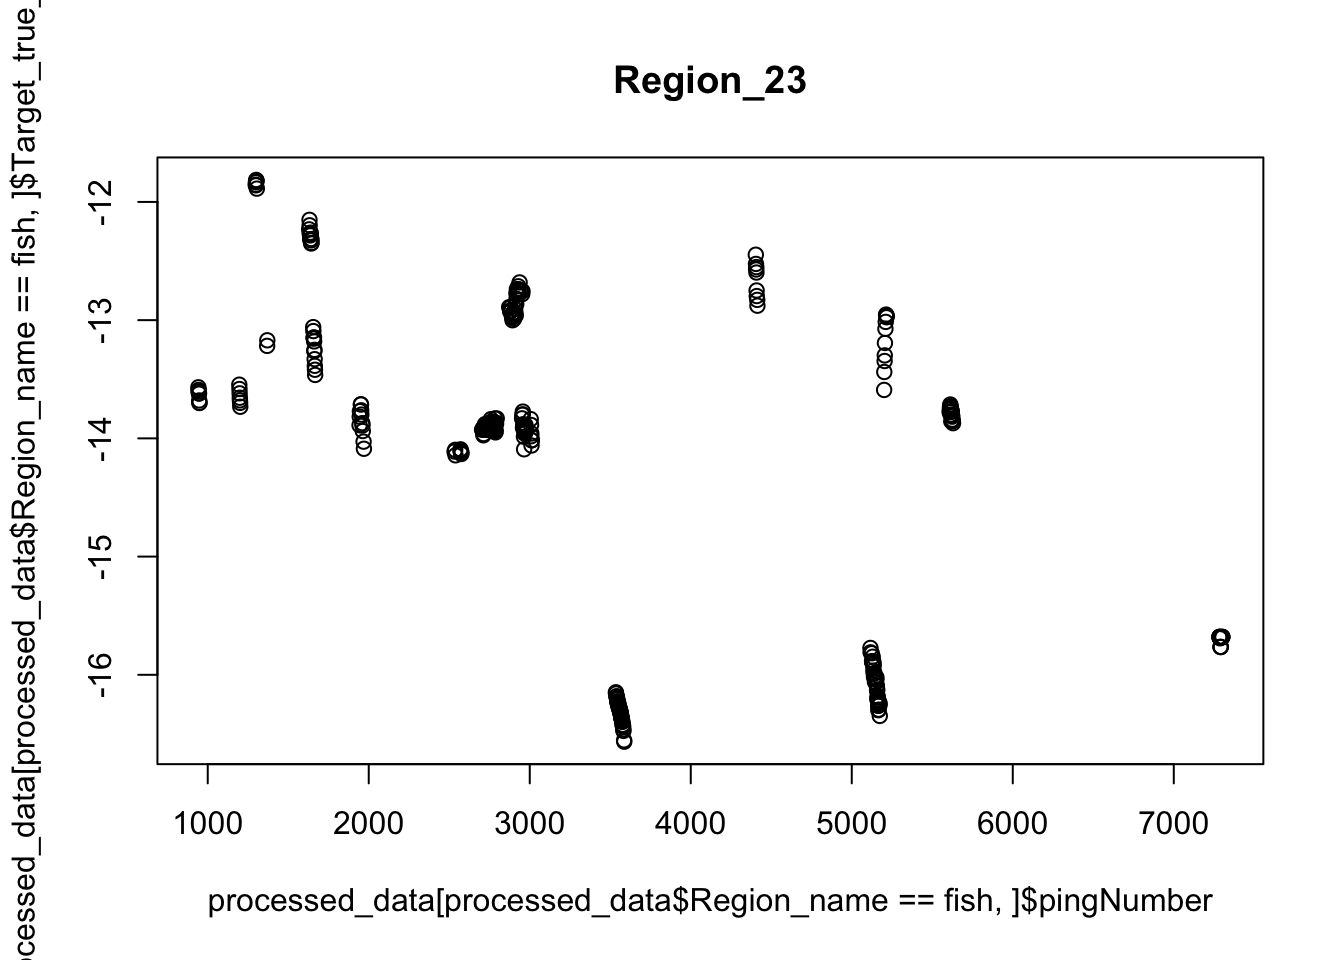 Region_23
ocessed_data[processed_data$Region_name == fish, ]$Target_true_
-12
-13
-14
-15
-16
1000 2000 3000 4000 5000 6000 7000
processed_data[processed_data$Region_name == fish, ]$pingNumber